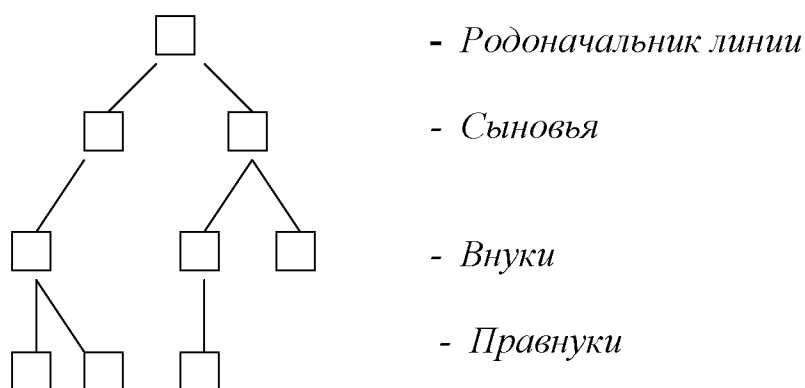 - Родоначальник линии
- Сыновья
- Внуки
- Правнуки